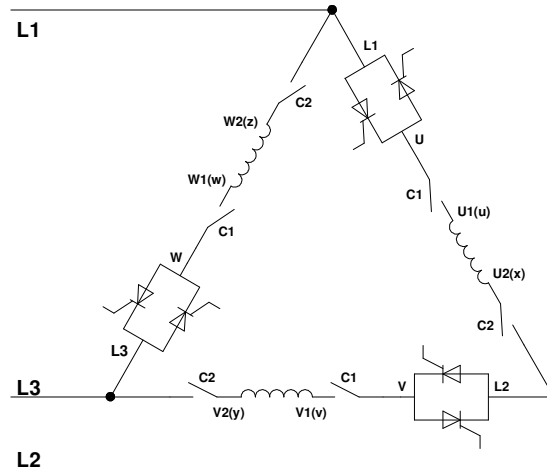 L1
L1
C2
W2(z)
U
W1(w)
C1
U1(u)
C1
W
U2(x)
C2
L3
C2
C1
V
L2
L3
V2(y)
V1(v)
L2